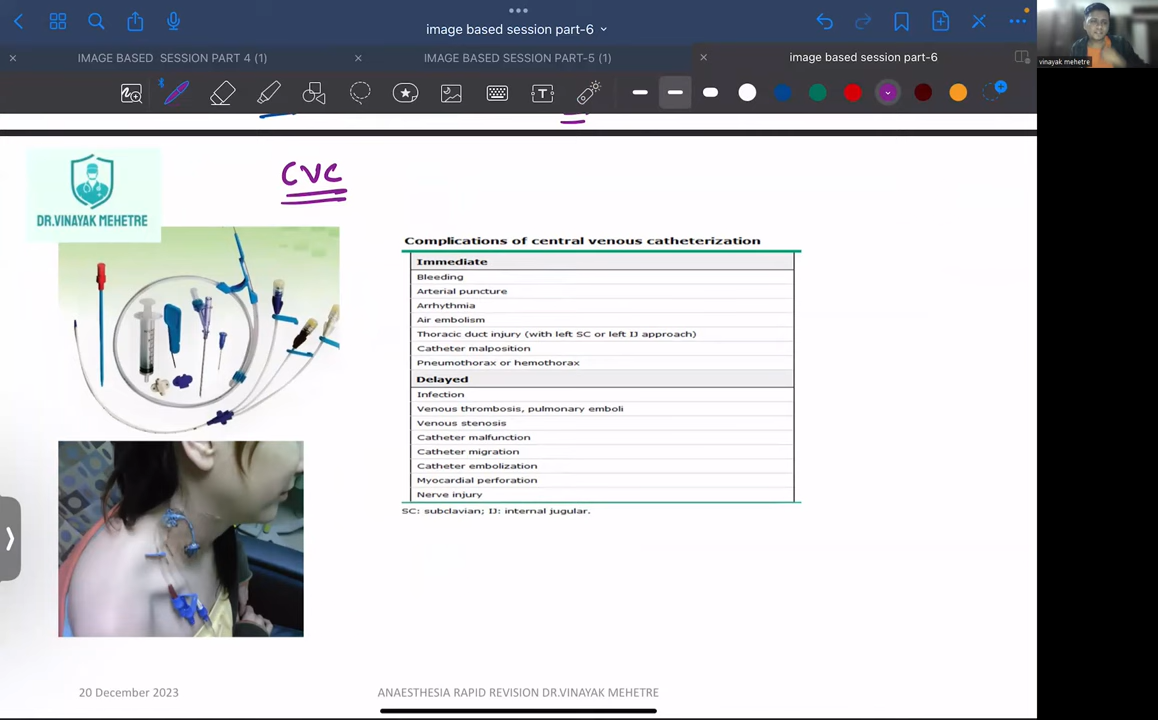 image based session part-6
IMAGE BASED SESSION PART 4 (1)
IMAGE BASED SESSION PART-5 (1)
image based session part-6
vinayak mehetre
CVC
DR.VINAYAK MEHETRE
Complications of central venous catheterization
Immediate
Bleeding
Arterial puncture
Arrhythmia
Air embolism
Thoracic duct injury (with left SC or left IJ approach)
Catheter malposition
Pneumothorax or hemothorax
Delayed
Infection
Venous thrombosis, pulmonary emboli
Venous stenosis
Catheter malfunction
Catheter migration
Catheter embolization
Myocardial perforation
Nerve injury
SC: subclavian; IJ: internal jugular.
20 December 2023
ANAESTHESIA RAPID REVISION DR.VINAYAK MEHETRE